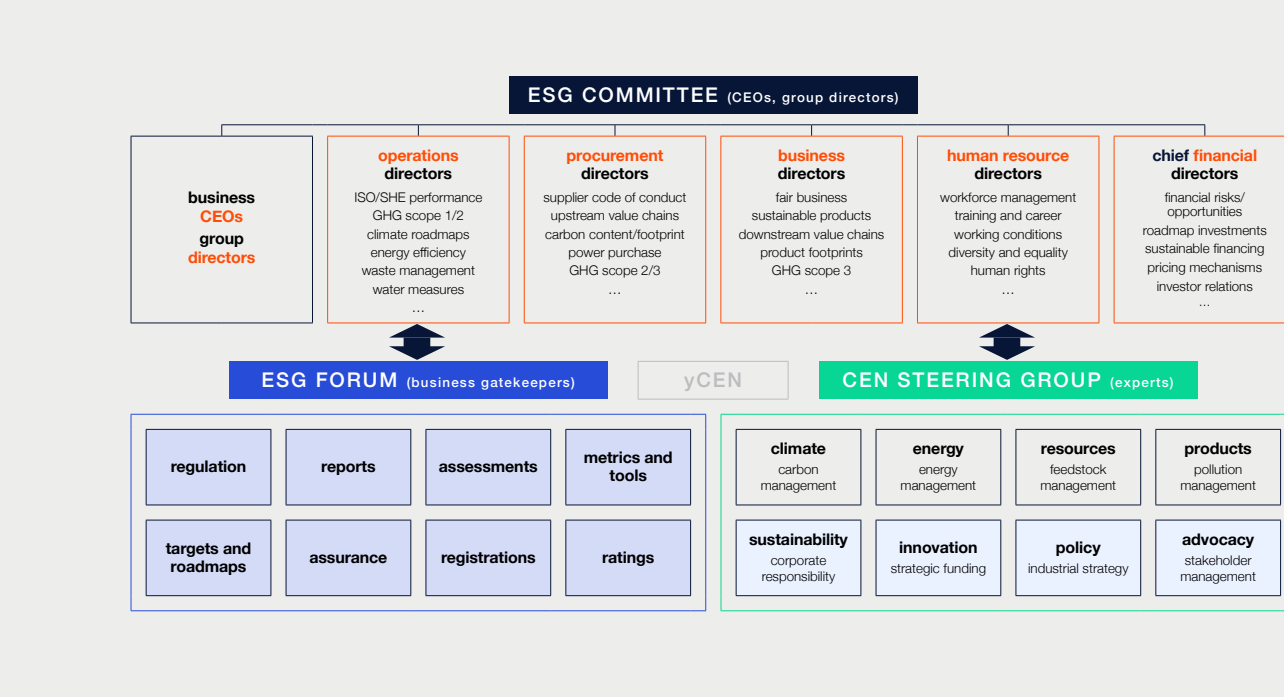 ESG COMMITTEE (CEOs, group directors)
business
CEOs
group
directors
operations
directors
ISO/SHE performance
GHG scope 1/2
climate roadmaps
energy efficiency
waste management
water measures
...
procurement
directors
supplier code of conduct
upstream value chains
carbon content/footprint
power purchase
GHG scope 2/3
...
business
directors
fair business
sustainable products
downstream value chains
product footprints
GHG scope 3
...
human resource
directors
workforce management
training and career
working conditions
diversity and equality
human rights
...
chief financial
directors
financial risks/
opportunities
roadmap investments
sustainable financing
pricing mechanisms
investor relations
...
ESG FORUM (business gatekeepers)
yCEN
CEN STEERING GROUP (experts)
regulation
reports
assessments
metrics and
tools
targets and
roadmaps
assurance
registrations
ratings
climate
carbon
management
energy
energy
management
resources
feedstock
management
products
pollution
management
sustainability
corporate
responsibility
innovation
strategic funding
policy
industrial strategy
advocacy
stakeholder
management